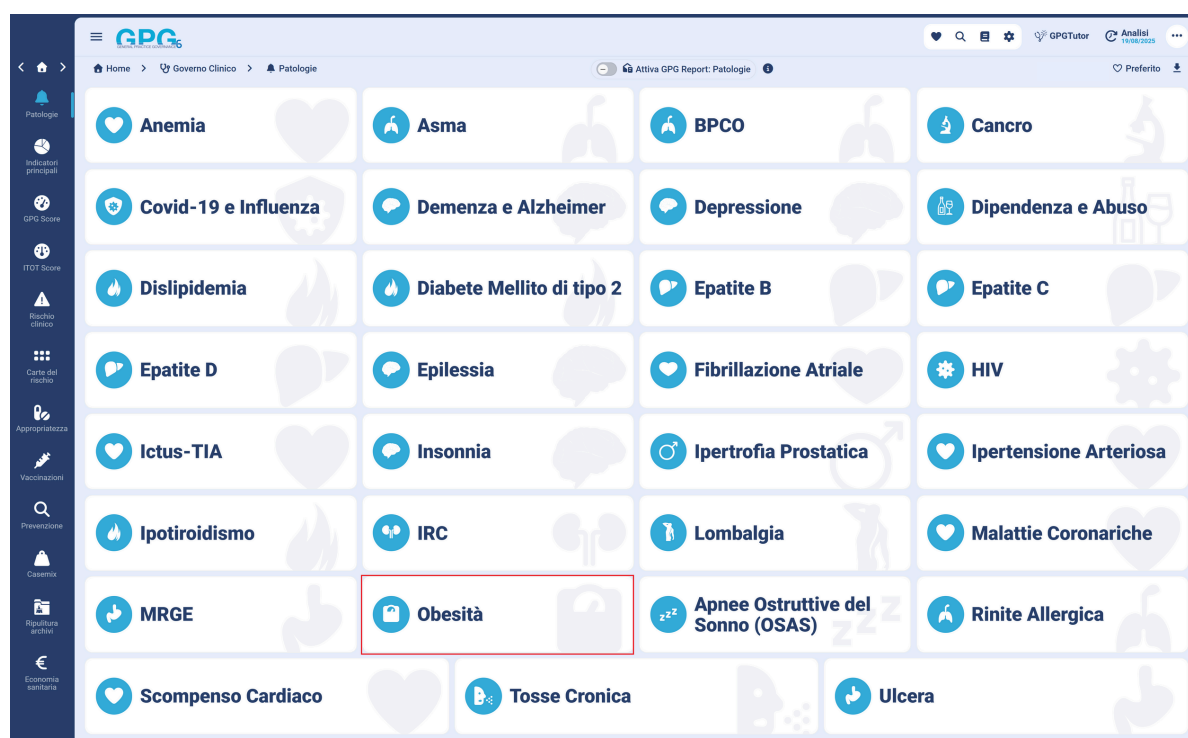 GPG6
GENERAL PRACTICE GOVERNANCE
GPGTutor
Analisi
19/08/2025
Home > Governo Clinico > Patologie
Attiva GPG Report: Patologie
Preferito
Patologie
Indicatori
principali
GPG Score
ITOT Score
Rischio
clinico
Carte del
rischio
Appropriatezza
Vaccinazioni
Prevenzione
Casemix
Ripulitura
archivi
Economia
sanitaria
Anemia
Asma
BPCO
Cancro
Covid-19 e Influenza
Demenza e Alzheimer
Depressione
Dipendenza e Abuso
Dislipidemia
Diabete Mellito di tipo 2
Epatite B
Epatite C
Epatite D
Epilessia
Fibrillazione Atriale
HIV
Ictus-TIA
Insonnia
Ipertrofia Prostatica
Ipertensione Arteriosa
Ipotiroidismo
IRC
Lombalgia
Malattie Coronariche
MRGE
Obesità
Apnee Ostruttive del
Sonno (OSAS)
Rinite Allergica
Scompenso Cardiaco
Tosse Cronica
Ulcera